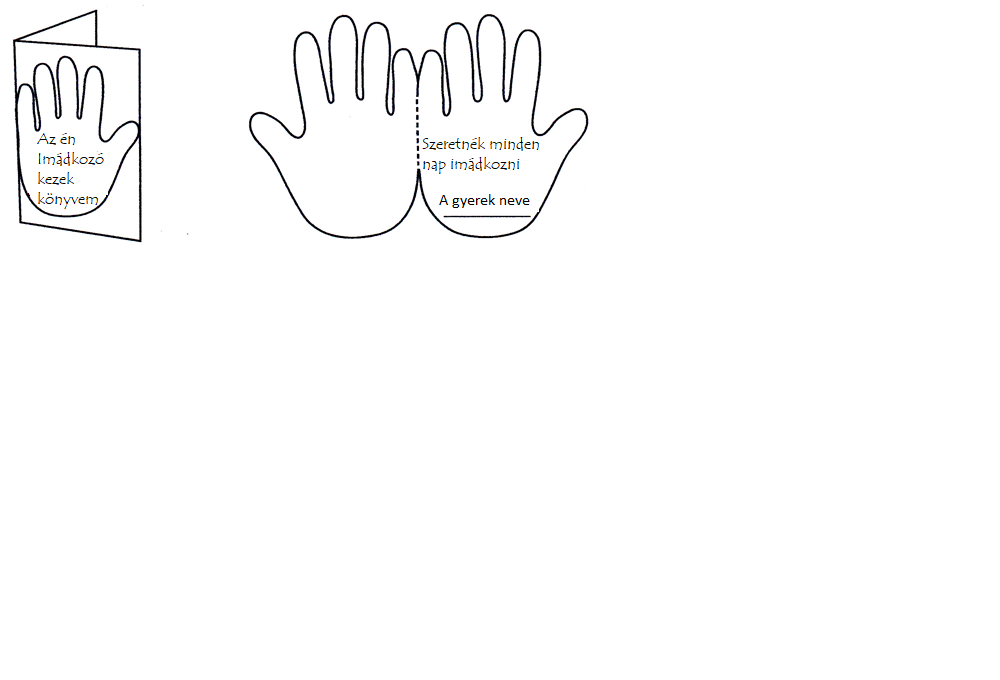 Az én
Imádkozó
kezek
könyvem
Szeretnék minden
nap imádkozni
A gyerek neve